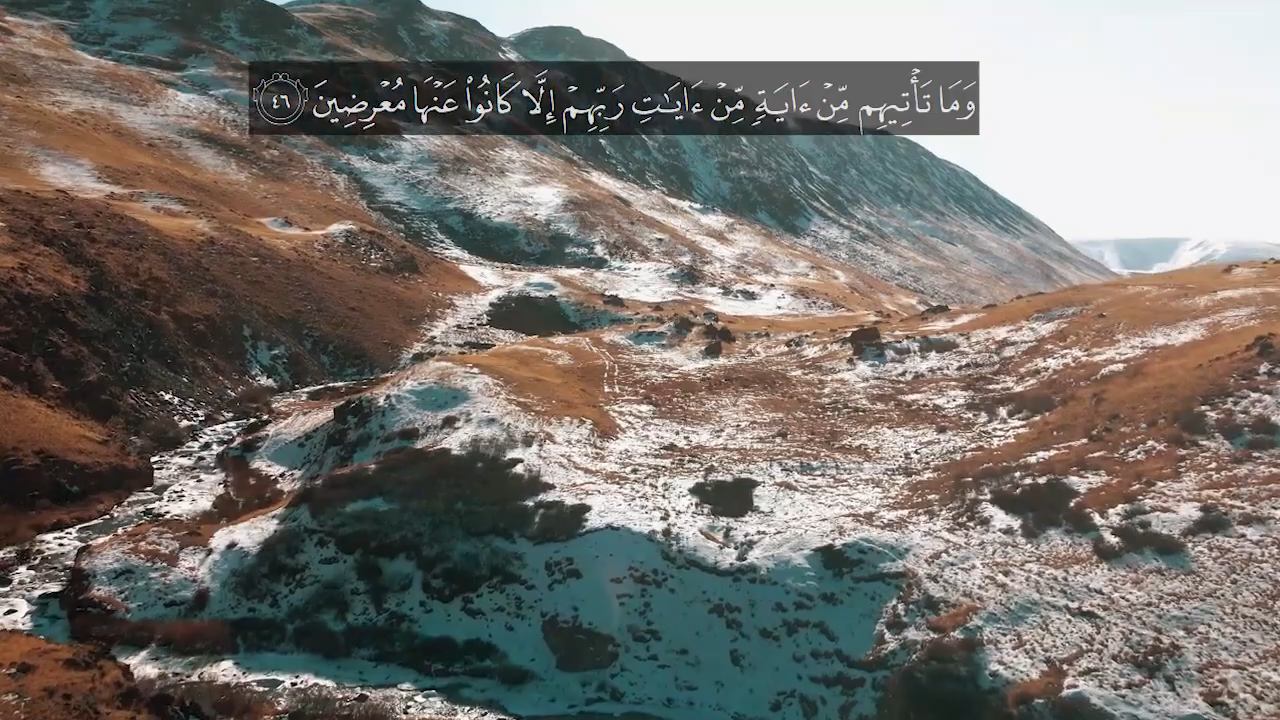 وَمَا تَأْتِيهِم مِّنْ ءَايَةٍ مِّنْ ءَايَٰتِ رَبِّهِمْ إِلَّا كَانُوا۟ عَنْهَا مُعْرِضِينَ ٤٦